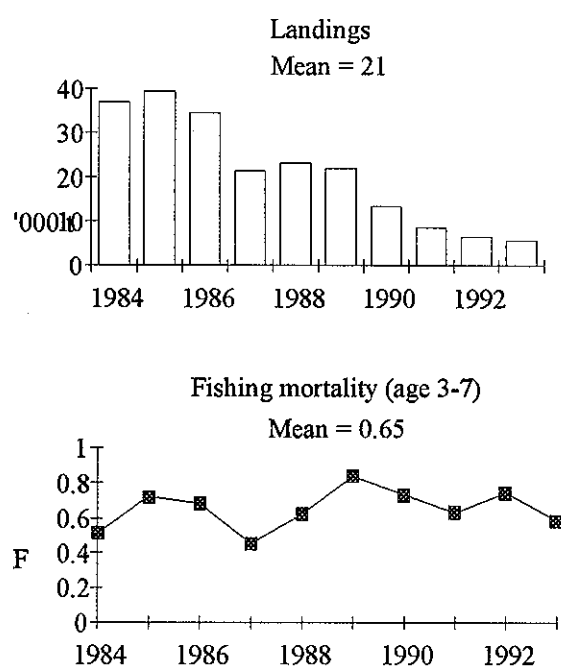 Landings
Mean = 21
40
30
20
'000t
10
0
1984 1986 1988 1990 1992
Fishing mortality (age 3-7)
Mean = 0.65
1
0.8
0.6
0.4
F
0.2
0
1984 1986 1988 1990 1992